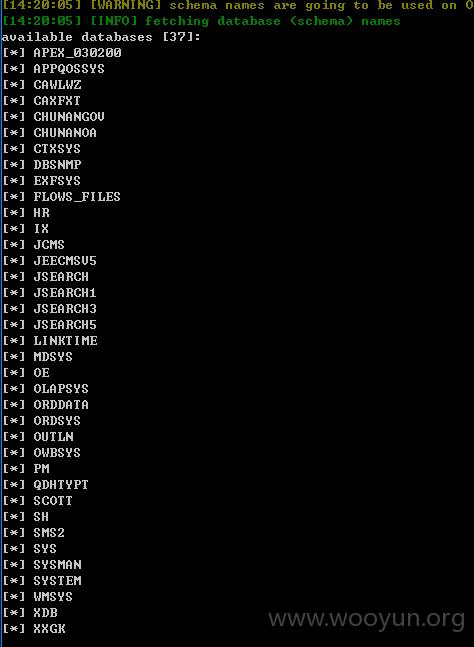 [14:20:05] [WARNING] schema names are going to be used on O
[14:20:05] [INFO] fetching database (schema) names
available databases [37]:
[*] APEX_030200
[*] APPQOSSYS
[*] CAWLWZ
[*] CAXFXT
[*] CHUNANGOV
[*] CHUNANOA
[*] CTXSYS
[*] DBSNMP
[*] EXFSYS
[*] FLOWS_FILES
[*] HR
[*] IX
[*] JCMS
[*] JEECMSV5
[*] JSEARCH
[*] JSEARCH1
[*] JSEARCH3
[*] JSEARCH5
[*] LINKTIME
[*] MDSYS
[*] OE
[*] OLAPSYS
[*] ORDDATA
[*] ORDSYS
[*] OUTLN
[*] OWBSYS
[*] PM
[*] QDHTYPT
[*] SCOTT
[*] SH
[*] SMS2
[*] SYS
[*] SYSMAN
[*] SYSTEM
[*] WMSYS
[*] XDB
[*] XXGK
www.wooyun.org